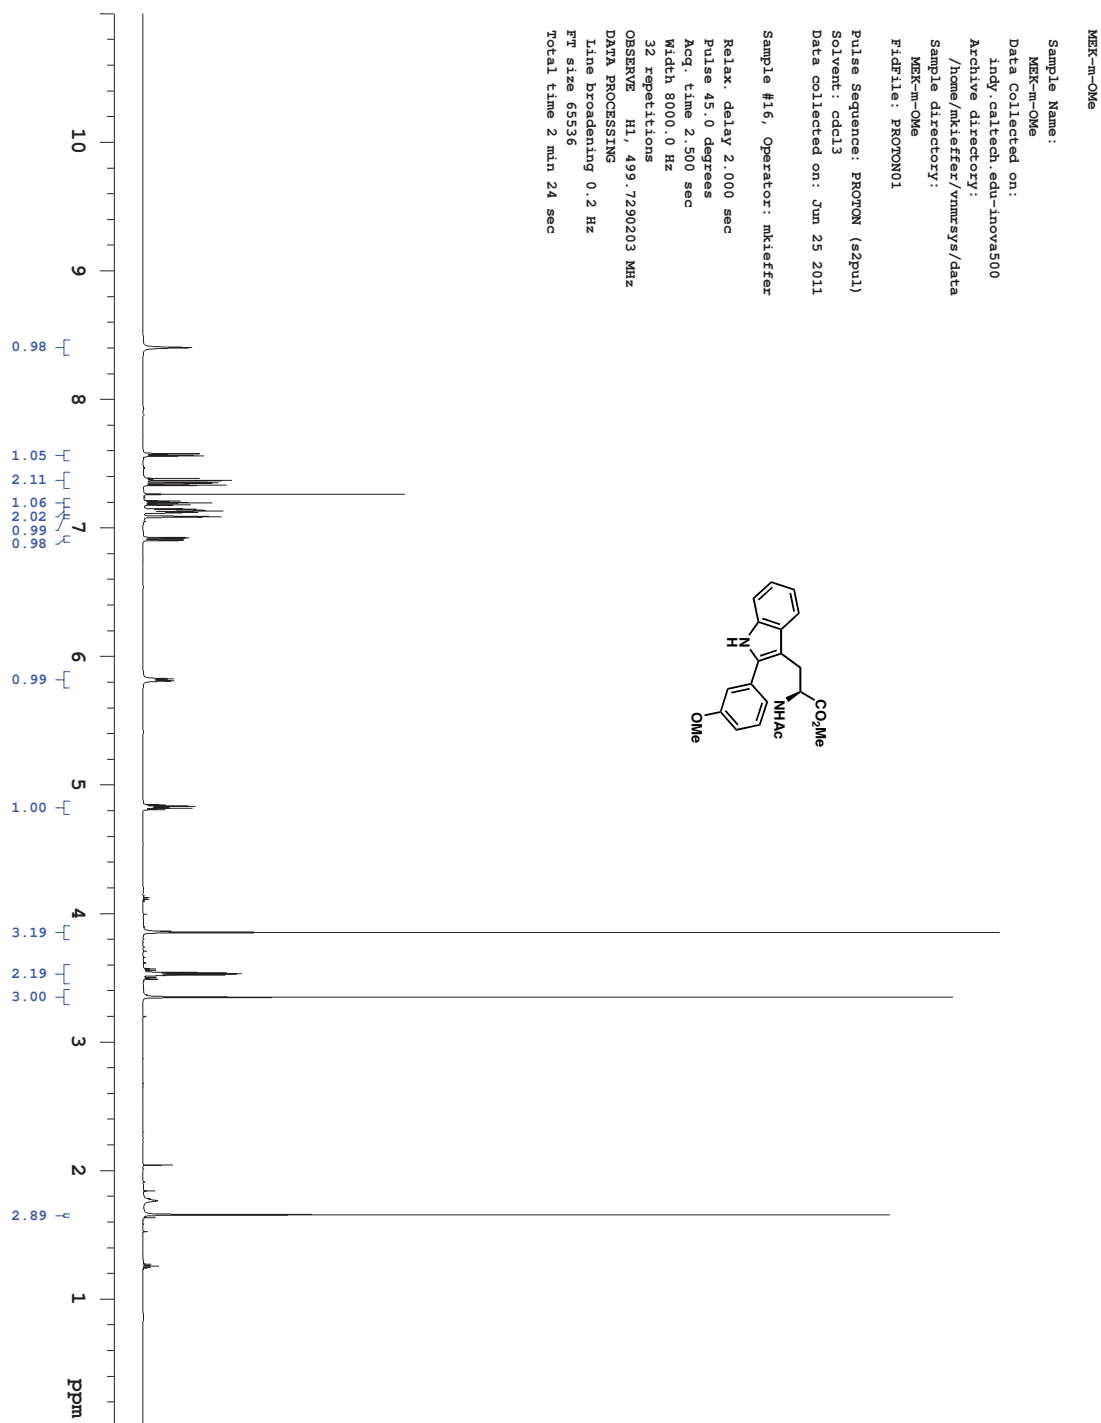 MEK-m-OMe
Sample Name:
MEK-m-OMe
Data Collected on:
indy.caltech.edu-inova500
Archive directory:
/home/mkieffer/vnmrsys/data
Sample directory:
MEK-m-OMe
FidFile: PROTON01
Pulse Sequence: PROTON (s2pul)
Solvent: cdcl3
Data collected on: Jun 25 2011
Sample #16, Operator: mkieffer
Relax. delay 2.000 sec
Pulse 45.0 degrees
Acq. time 2.500 sec
Width 8000.0 Hz
32 repetitions
OBSERVE H1, 499.7290203 MHz
DATA PROCESSING
Line broadening 0.2 Hz
FT size 65536
Total time 2 min 24 sec
CO2Me
NHAc
N
H
OMe
10 9 8 7 6 5 4 3 2 1 ppm
0.98
1.05
2.11
1.06
2.02
0.99
0.98
0.99
1.00
3.19
2.19
3.00
2.89